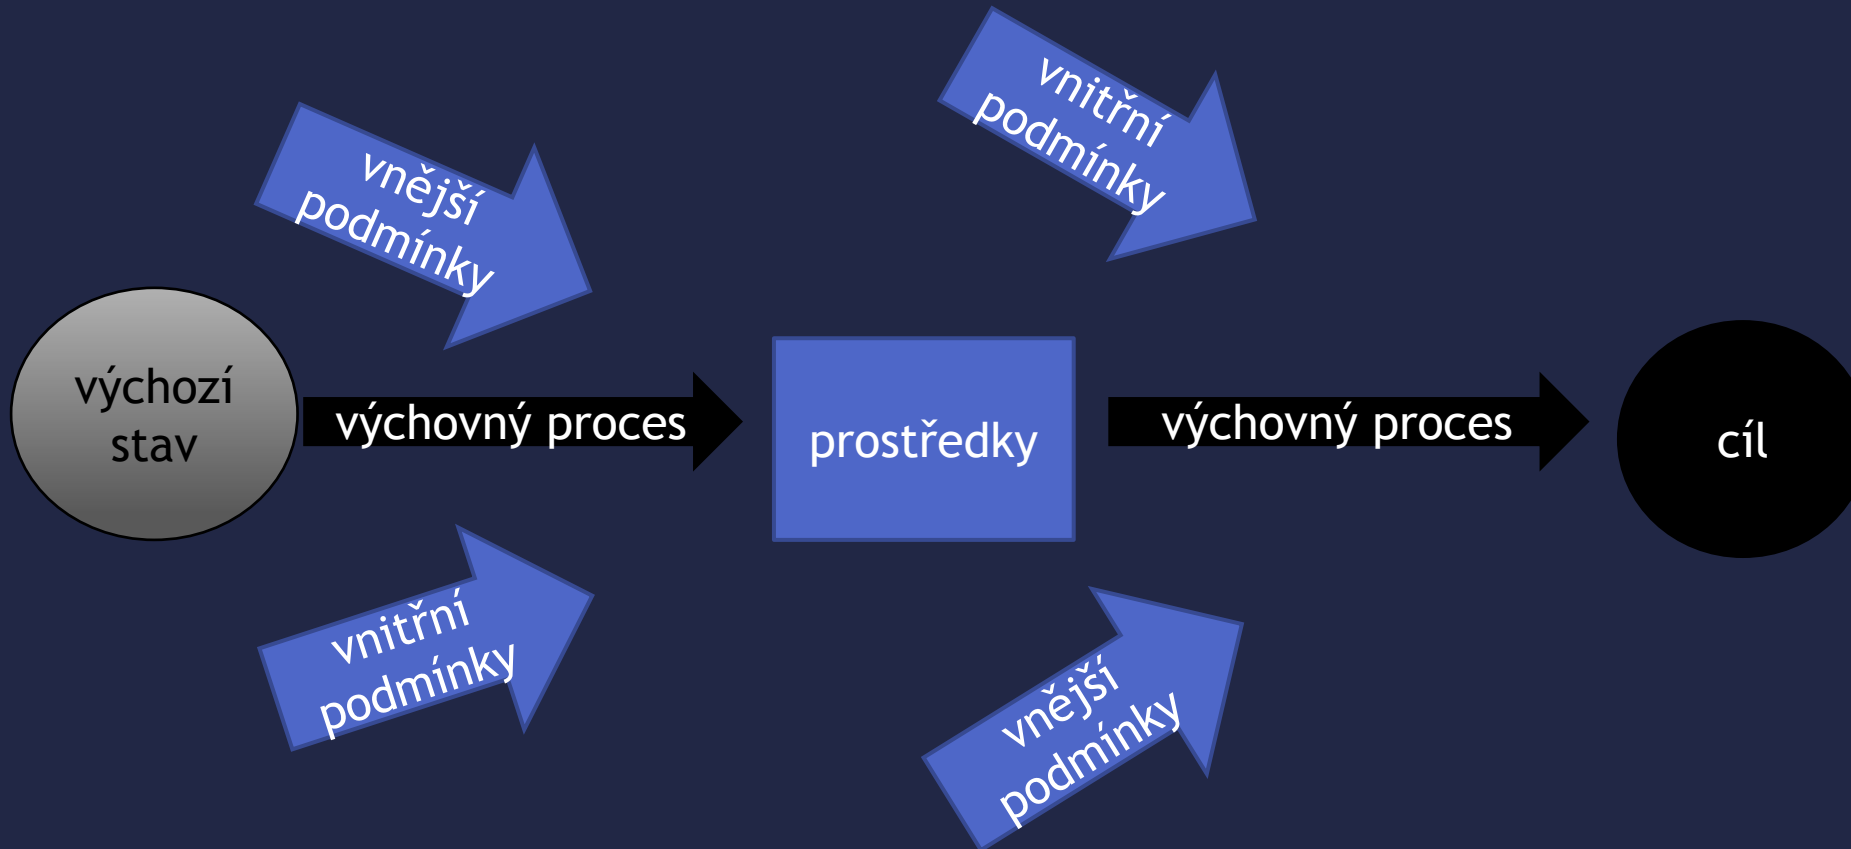 vnitřní
podmínky
vnější
podmínky
výchozí
stav
výchovný proces
prostředky
výchovný proces
cíl
vnitřní
podmínky
vnější
podmínky